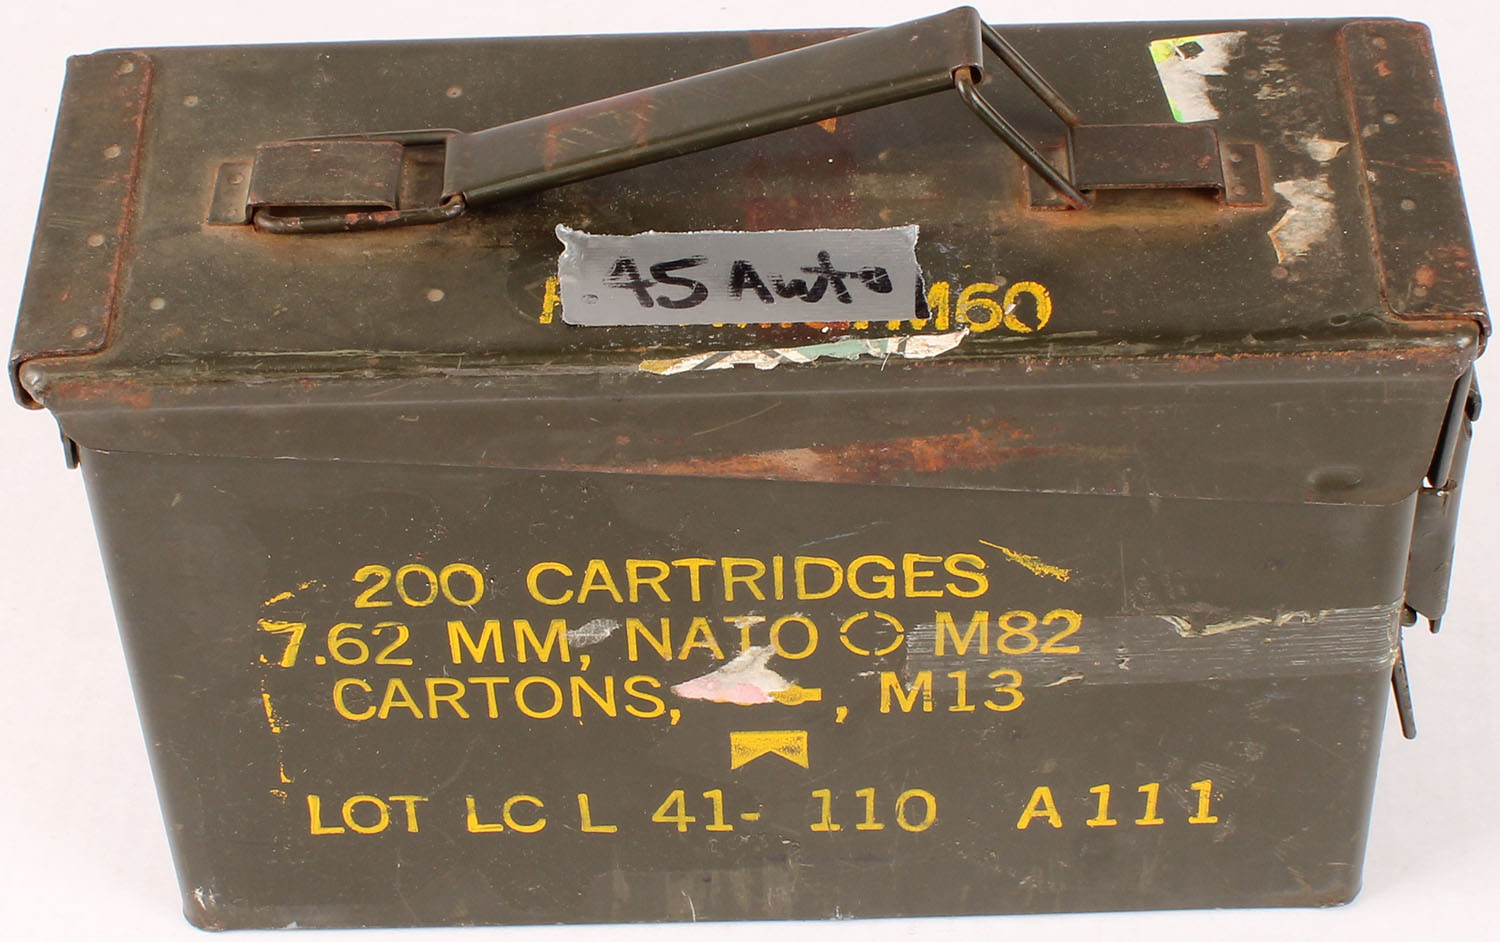 .45 Auto
M60
200 CARTRIDGES
7.62 MM, NATO M82
CARTONS, , M13
LOT LC L 41- 110 A111